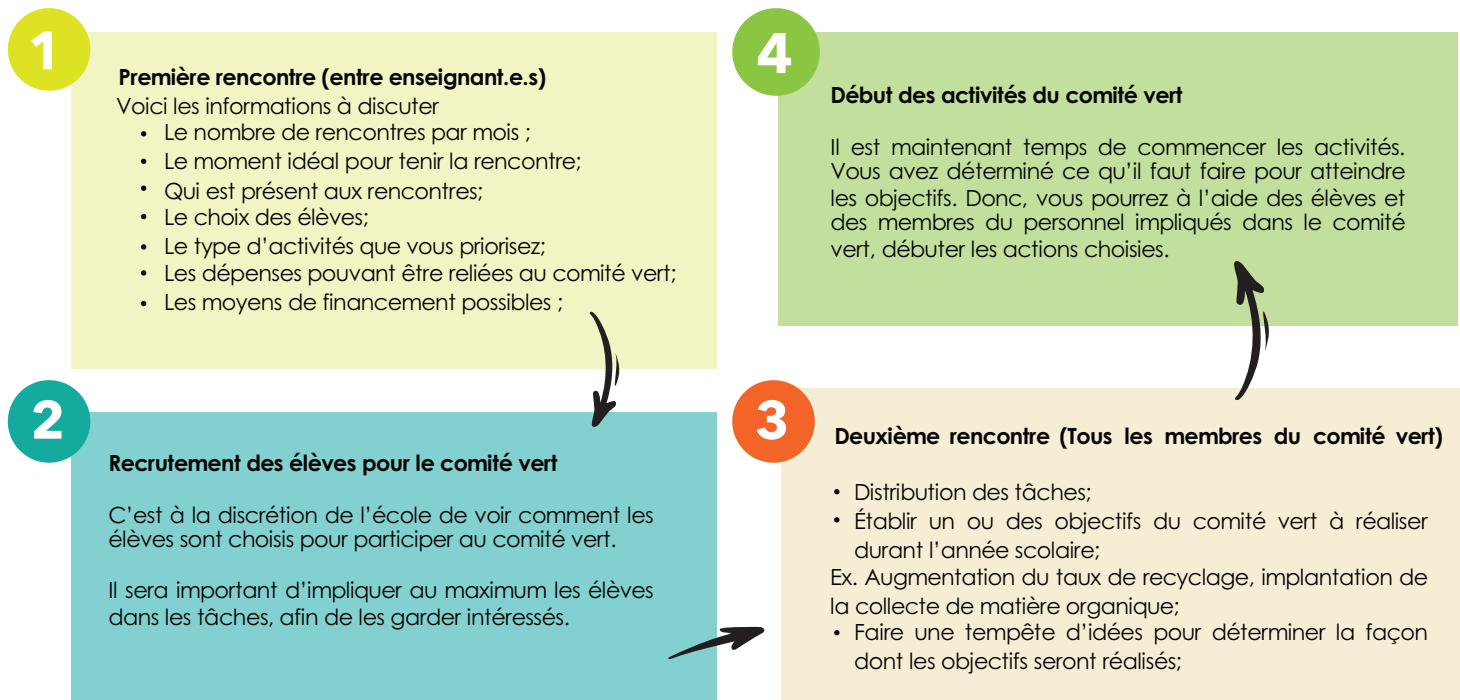 1
Première rencontre (entre enseignant.e.s)
Voici les informations à discuter
• Le nombre de rencontres par mois ;
• Le moment idéal pour tenir la rencontre;
• Qui est présent aux rencontres;
• Le choix des élèves;
• Le type d’activités que vous priorisez;
• Les dépenses pouvant être reliées au comité vert;
• Les moyens de financement possibles ;
2
Recrutement des élèves pour le comité vert
C’est à la discrétion de l’école de voir comment les
élèves sont choisis pour participer au comité vert.
Il sera important d’impliquer au maximum les élèves
dans les tâches, afin de les garder intéressés.
3
Deuxième rencontre (Tous les membres du comité vert)
• Distribution des tâches;
• Établir un ou des objectifs du comité vert à réaliser
durant l’année scolaire;
Ex. Augmentation du taux de recyclage, implantation de
la collecte de matière organique;
• Faire une tempête d’idées pour déterminer la façon
dont les objectifs seront réalisés;
4
Début des activités du comité vert
Il est maintenant temps de commencer les activités.
Vous avez déterminé ce qu’il faut faire pour atteindre
les objectifs. Donc, vous pourrez à l’aide des élèves et
des membres du personnel impliqués dans le comité
vert, débuter les actions choisies.